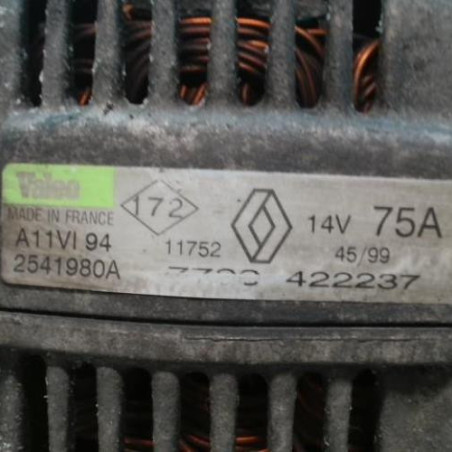 Valeo
MADE IN FRANCE
172
14V 75A
A11VI 94
11752
45/99
2541980A
422237